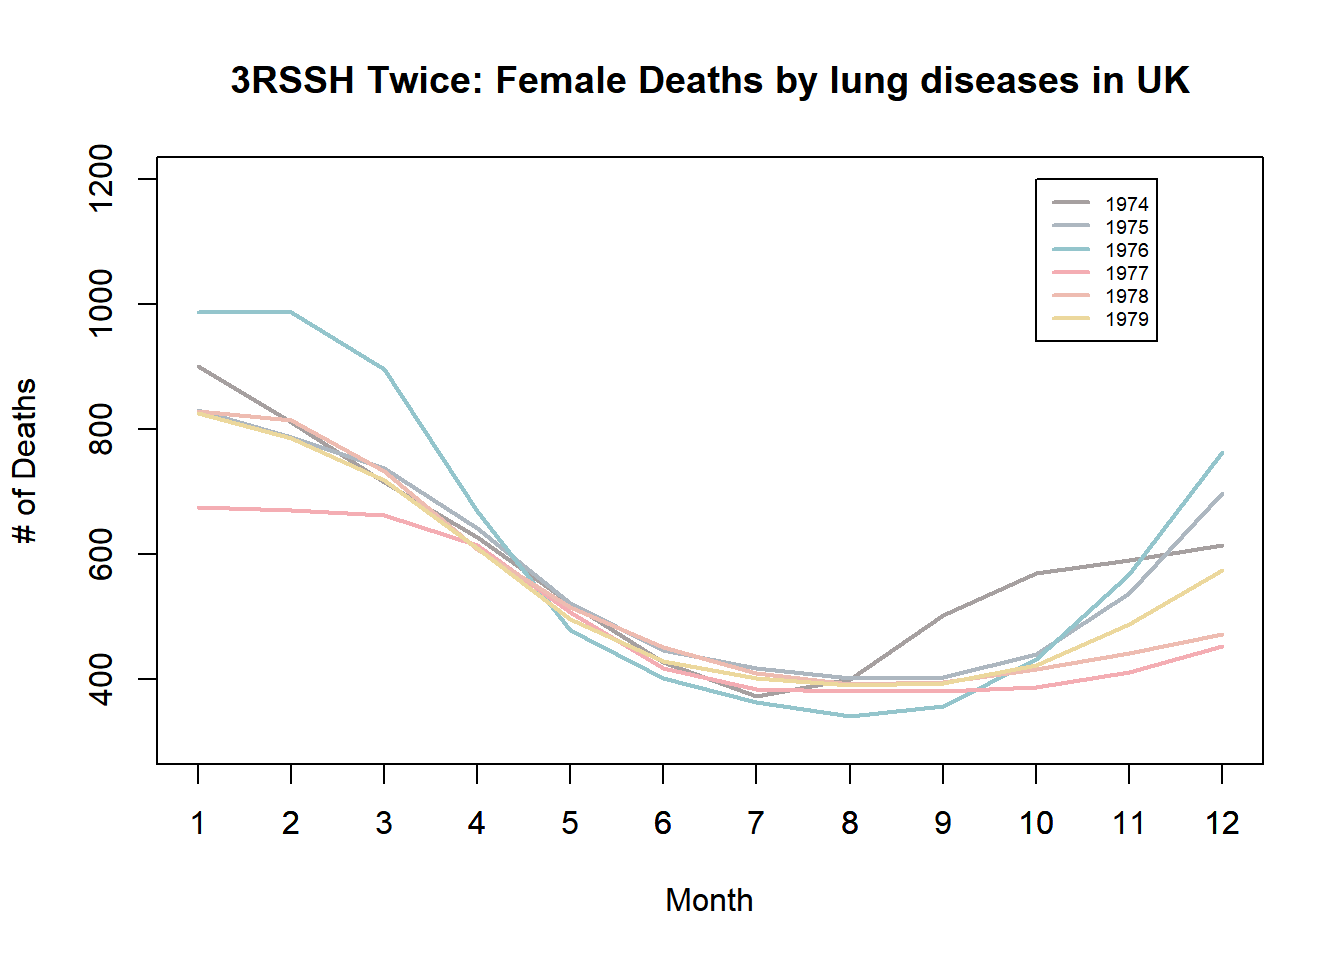 3RSSH Twice: Female Deaths by lung diseases in UK
# of Deaths
1200
1000
800
600
400
1974
1975
1976
1977
1978
1979
1 2 3 4 5 6 7 8 9 10 11 12
Month